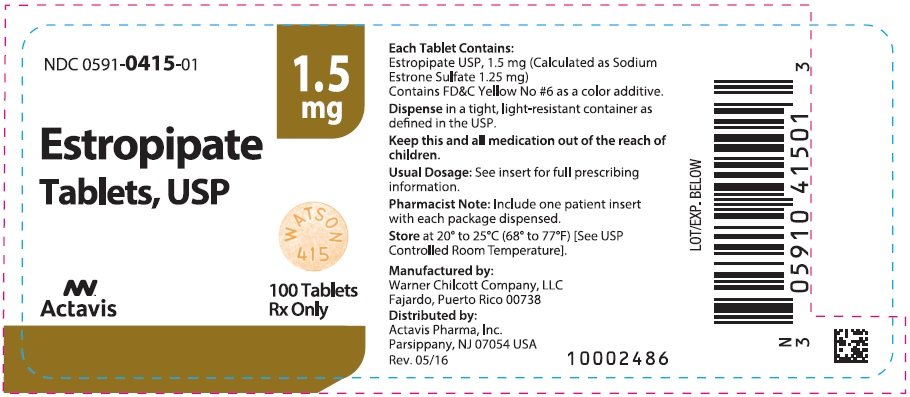 NDC 0591-0415-01
1.5
mg
Estropipate
Tablets, USP
WATSON
415
100 Tablets
Rx Only
Actavis
Each Tablet Contains:
Estropipate USP, 1.5 mg (Calculated as Sodium
Estrone Sulfate 1.25 mg)
Contains FD&C Yellow No #6 as a color additive.
Dispense in a tight, light-resistant container as
defined in the USP.
Keep this and all medication out of the reach of
children.
Usual Dosage: See insert for full prescribing
information.
Pharmacist Note: Include one patient insert
with each package dispensed.
Store at 20° to 25°C (68° to 77°F) [See USP
Controlled Room Temperature].
Manufactured by:
Warner Chilcott Company, LLC
Fajardo, Puerto Rico 00738
Distributed by:
Actavis Pharma, Inc.
Parsippany, NJ 07054 USA
Rev. 05/16
10002486
LOT/EXP. BELOW
N
3
05910 41501
3